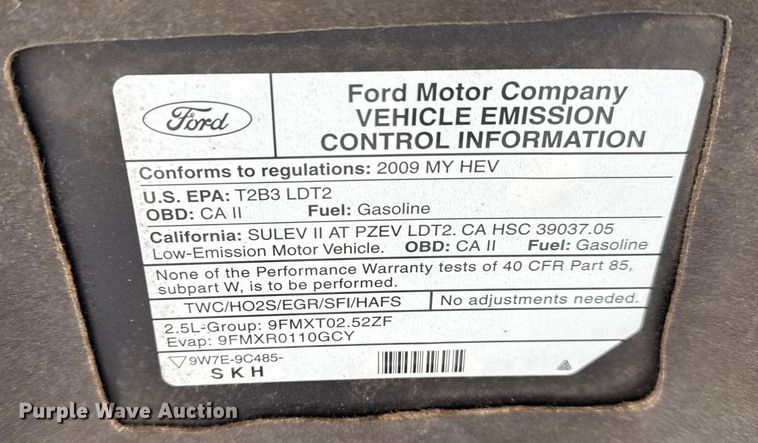 Ford
Ford Motor Company
VEHICLE EMISSION
CONTROL INFORMATION
Conforms to regulations: 2009 MY HEV
U.S. EPA: T2B3 LDT2
OBD: CA II Fuel: Gasoline
California: SULEV II AT PZEV LDT2. CA HSC 39037.05
Low-Emission Motor Vehicle. OBD: CA II Fuel: Gasoline
None of the Performance Warranty tests of 40 CFR Part 85,
subpart W, is to be performed.
TWC/HO2S/EGR/SFI/HAFS No adjustments needed.
2.5L-Group: 9FMXT02.52ZF
Evap: 9FMXR0110GCY
9W7E-9C485-
S K H
Purple Wave Auction